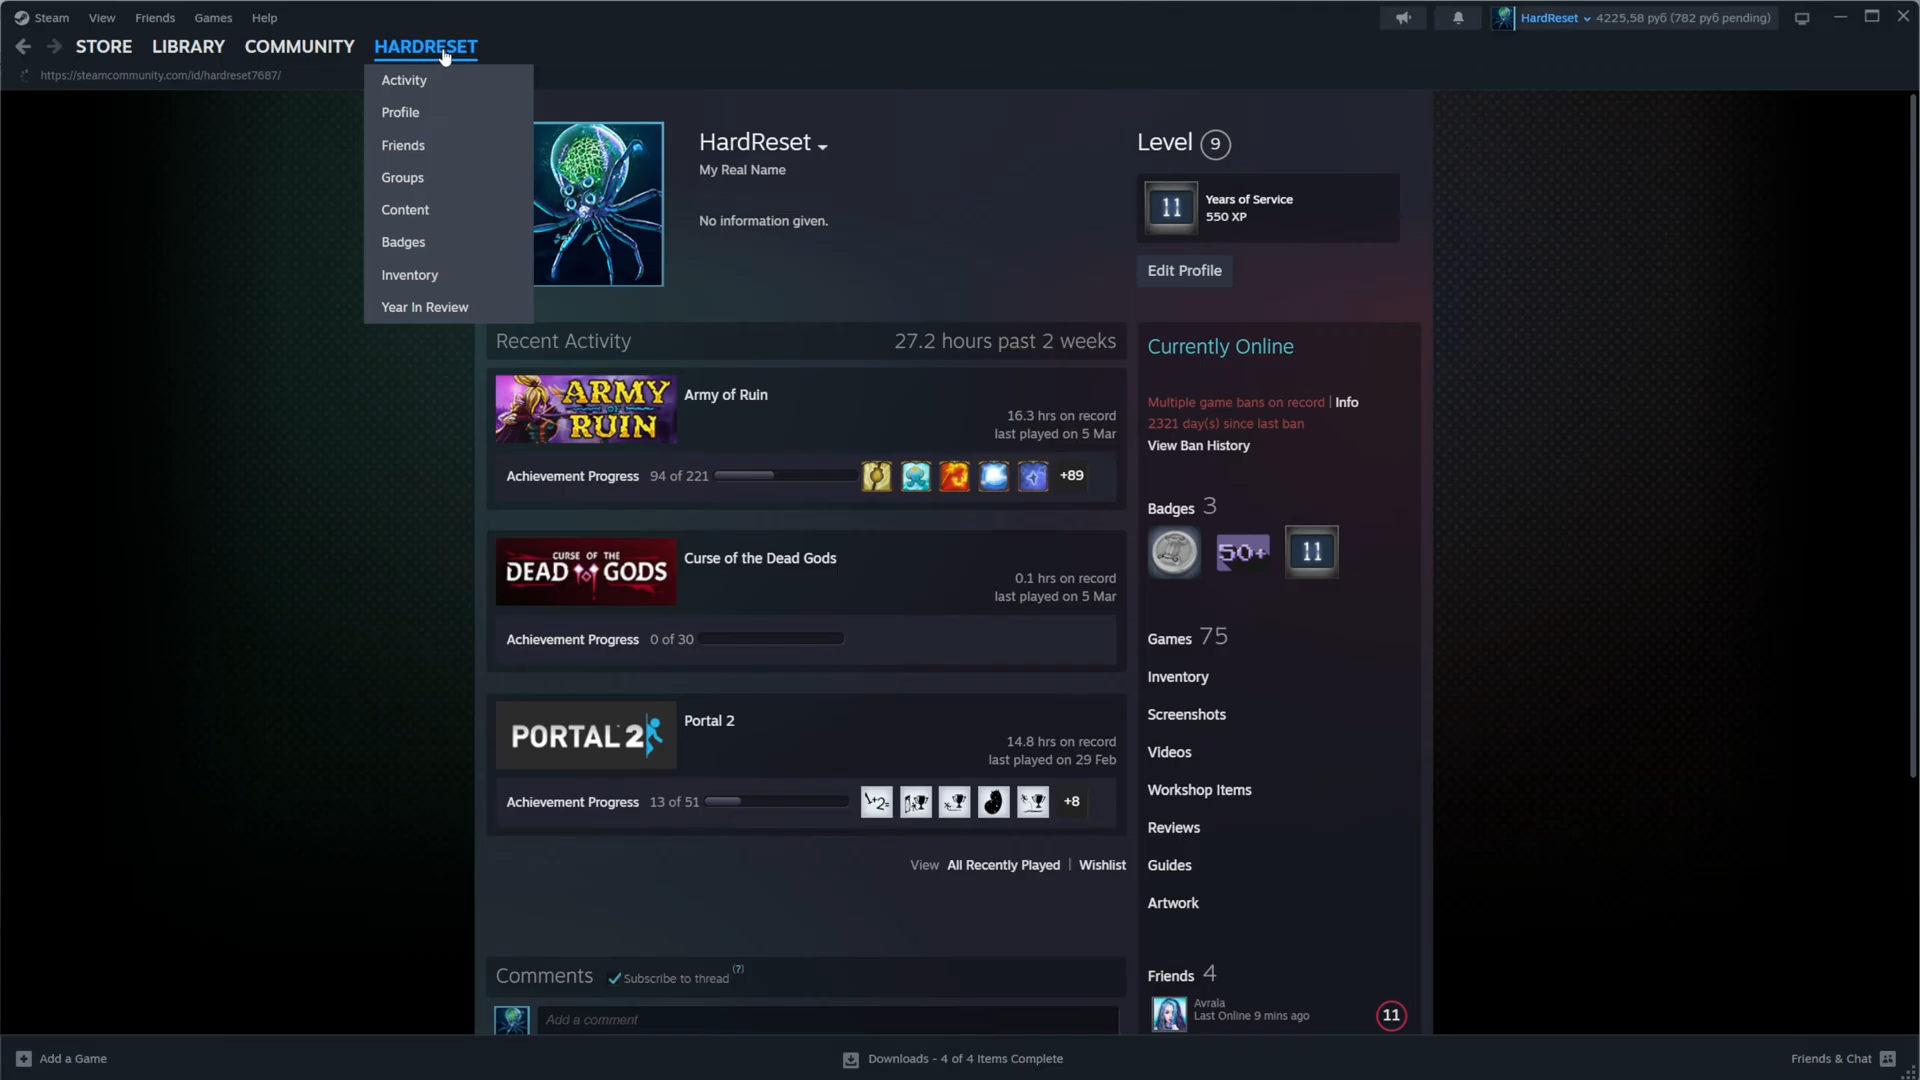 Steam View Friends Games Help
HardReset 4225,58 руб (782 руб pending)
STORE LIBRARY COMMUNITY HARDRESET
https://steamcommunity.com/id/hardreset7687/
Activity
Profile
Friends
Groups
Content
Badges
Inventory
Year In Review
HardReset
My Real Name
No information given.
Level 9
11
Years of Service
550 XP
Edit Profile
Recent Activity 27.2 hours past 2 weeks
ARMY OF RUIN
Army of Ruin
16.3 hrs on record
last played on 5 Mar
Achievement Progress 94 of 221 +89
CURSE OF THE
DEAD GODS
Curse of the Dead Gods
0.1 hrs on record
last played on 5 Mar
Achievement Progress 0 of 30
PORTAL 2
Portal 2
14.8 hrs on record
last played on 29 Feb
Achievement Progress 13 of 51 +8
View All Recently Played | Wishlist
Comments Subscribe to thread (?)
Add a comment
Currently Online
Multiple game bans on record | Info
2321 day(s) since last ban
View Ban History
Badges 3
50+ 11
Games 75
Inventory
Screenshots
Videos
Workshop Items
Reviews
Guides
Artwork
Friends 4
Avrala
Last Online 9 mins ago
11
Add a Game
Downloads - 4 of 4 Items Complete
Friends & Chat